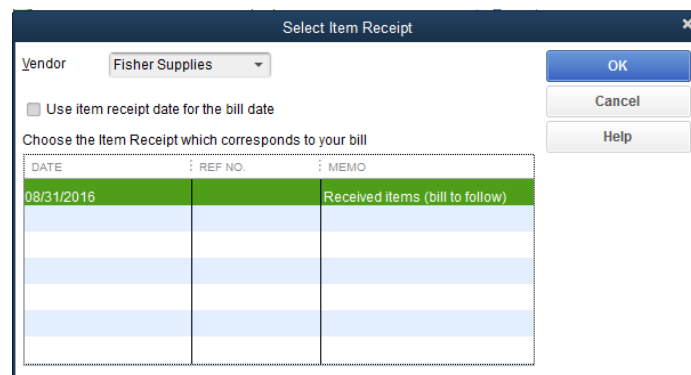 Select Item Receipt
Vendor Fisher Supplies
OK
Use item receipt date for the bill date
Cancel
Choose the Item Receipt which corresponds to your bill
Help
DATE REF NO. MEMO
08/31/2016 Received items (bill to follow)